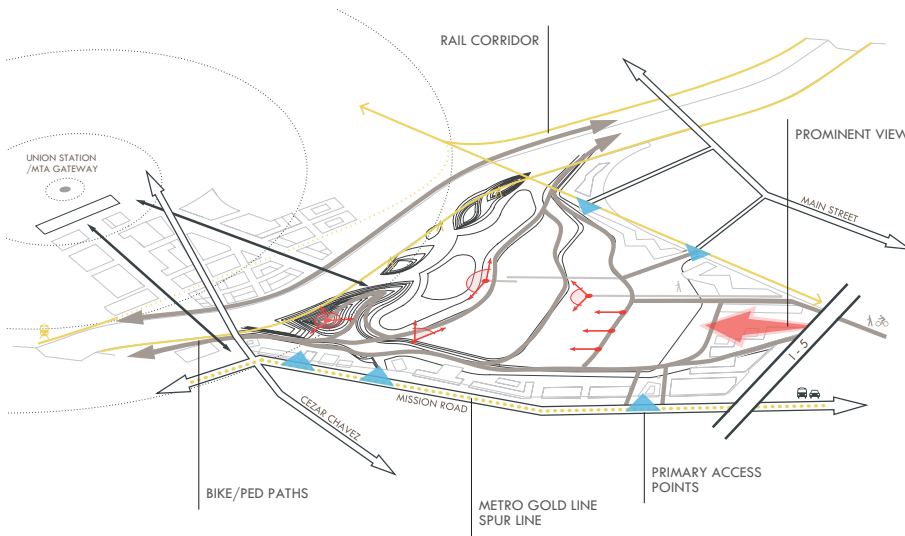 RAIL CORRIDOR
PROMINENT VIEW
UNION STATION
/MTA GATEWAY
MAIN STREET
I - 5
MISSION ROAD
CEZAR CHAVEZ
BIKE/PED PATHS
METRO GOLD LINE
SPUR LINE
PRIMARY ACCESS
POINTS